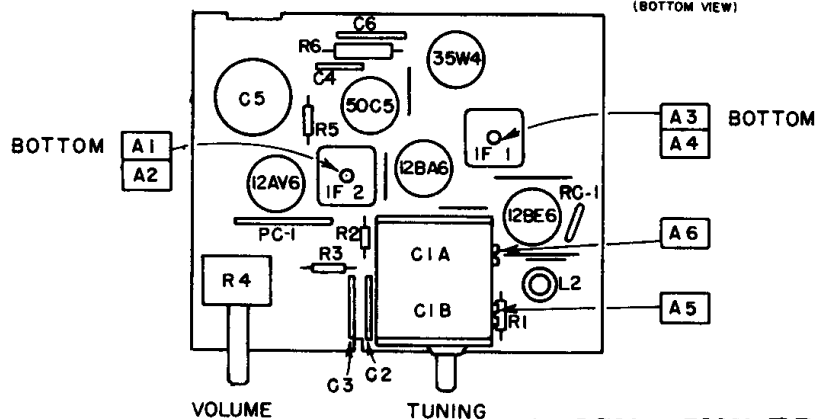 (BOTTOM VIEW)
C6
R6
C4
35W4
C5
50C5
R5
A3 BOTTOM
A4
IF 1
BOTTOM A1
A2
12AV6
IF 2
12BA6
12BE6
RC-1
PC-1
R2
C1A
A6
R3
R4
L2
C1B
R1
A5
C3
C2
VOLUME
TUNING